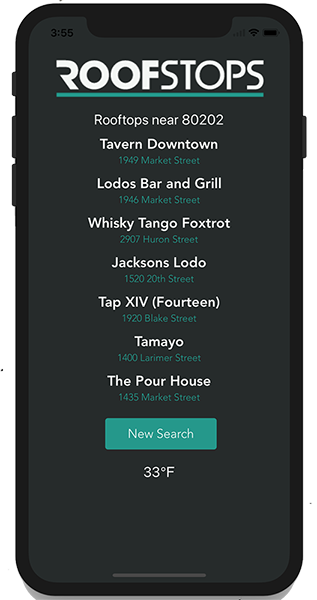 3:55
ROOFSTOPS
Rooftops near 80202
Tavern Downtown
1949 Market Street
Lodos Bar and Grill
1946 Market Street
Whisky Tango Foxtrot
2907 Huron Street
Jacksons Lodo
1520 20th Street
Tap XIV (Fourteen)
1920 Blake Street
Tamayo
1400 Larimer Street
The Pour House
1435 Market Street
New Search
33°F